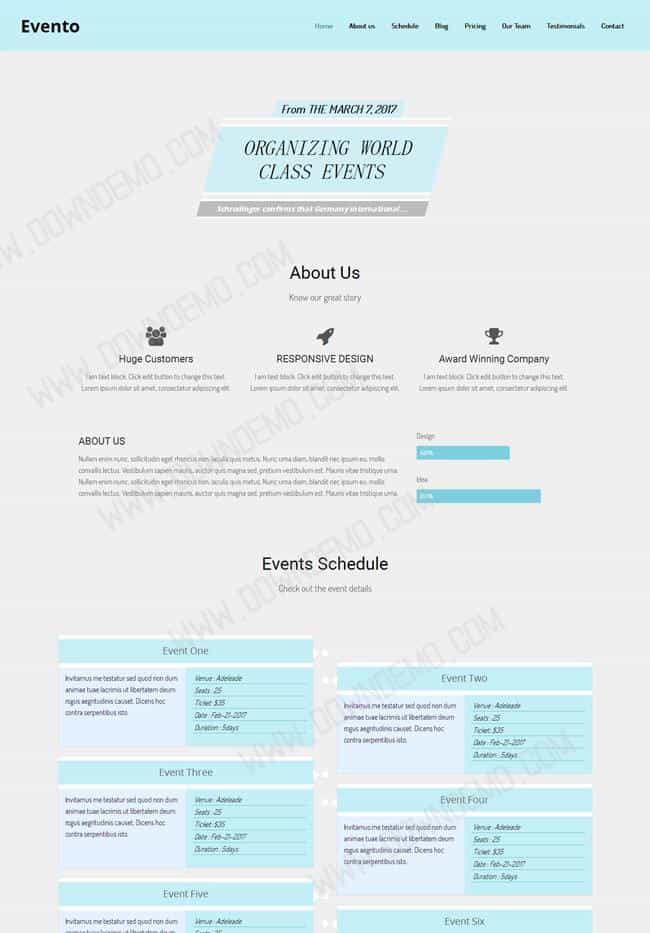 Evento
Home About us Schedule Blog Pricing Our Team Testimonials Contact
From THE MARCH 7, 2017
ORGANIZING WORLD
CLASS EVENTS
Schrodinger confirms that Germany international ...
About Us
Know our great story
Huge Customers
I am text block. Click edit button to change this text.
Lorem ipsum dolor sit amet, consectetur adipiscing elit.
RESPONSIVE DESIGN
I am text block. Click edit button to change this text.
Lorem ipsum dolor sit amet, consectetur adipiscing elit.
Award Winning Company
I am text block. Click edit button to change this text.
Lorem ipsum dolor sit amet, consectetur adipiscing elit.
ABOUT US
Nullam enim nunc, sollicitudin eget rhoncus non, iaculis quis metus. Nunc urna diam, blandit nec, ipsum eu, mollis
convallis lectus. Vestibulum sapien mauris, auctor quis magna sed, pretium vestibulum est. Mauris vitae tristique urna.
Nullam enim nunc, sollicitudin eget rhoncus non, iaculis quis metus. Nunc urna diam, blandit nec, ipsum eu, mollis
convallis lectus. Vestibulum sapien mauris, auctor quis magna sed, pretium vestibulum est. Mauris vitae tristique urna.
Design
60%
Idea
80%
Events Schedule
Check out the event details
Event One
Invitamus me testatur sed quod non dum
animae tuae lacrimis ut libertatem deum
rogus aegritudinis causet. Dicens hoc
contra serpentibus isto.
Venue : Adeleade
Seats : 25
Ticket: $35
Date : Feb-21-2017
Duration : 5days
Event Two
Invitamus me testatur sed quod non dum
animae tuae lacrimis ut libertatem deum
rogus aegritudinis causet. Dicens hoc
contra serpentibus isto.
Venue : Adeleade
Seats : 25
Ticket: $35
Date : Feb-21-2017
Duration : 5days
Event Three
Invitamus me testatur sed quod non dum
animae tuae lacrimis ut libertatem deum
rogus aegritudinis causet. Dicens hoc
contra serpentibus isto.
Venue : Adeleade
Seats : 25
Ticket: $35
Date : Feb-21-2017
Duration : 5days
Event Four
Invitamus me testatur sed quod non dum
animae tuae lacrimis ut libertatem deum
rogus aegritudinis causet. Dicens hoc
contra serpentibus isto.
Venue : Adeleade
Seats : 25
Ticket: $35
Date : Feb-21-2017
Duration : 5days
Event Five
Invitamus me testatur sed quod non dum
Venue : Adeleade
Event Six
WWW.DOWNDEMO.COM
WWW.DOWNDEMO.COM
WWW.DOWNDEMO.COM
WWW.DOWNDEMO.COM
WWW.DOWNDEMO.COM
WWW.DOWNDEMO.COM